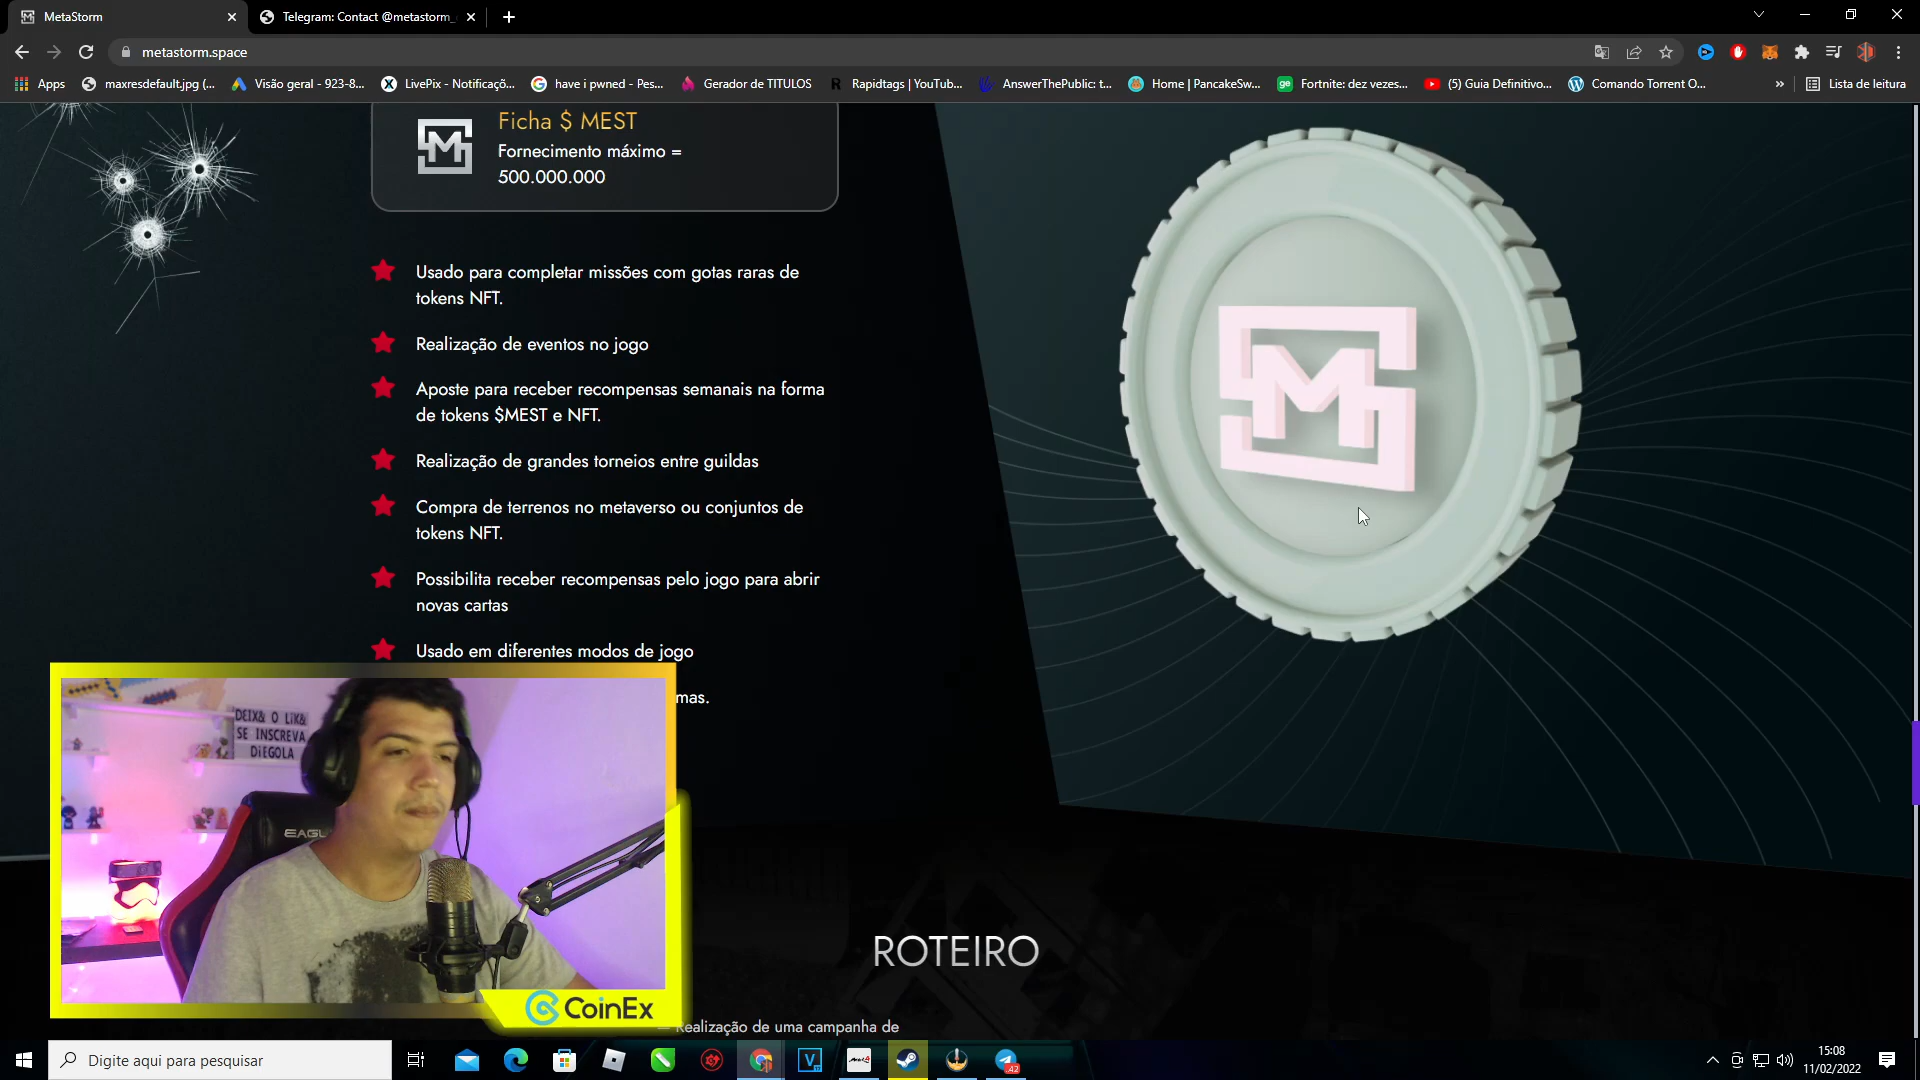 MetaStorm
Telegram: Contact @metastorm_
metastorm.space
Apps
maxresdefault.jpg (...
Visão geral - 923-8...
LivePix - Notificaçõ...
have i pwned - Pes...
Gerador de TITULOS
Rapidtags | YouTub...
AnswerThePublic: t...
Home | PancakeSw...
Fortnite: dez vezes...
(5) Guia Definitivo...
Comando Torrent O...
»
Lista de leitura
Ficha $ MEST
Fornecimento máximo =
500.000.000
Usado para completar missões com gotas raras de
tokens NFT.
Realização de eventos no jogo
Aposte para receber recompensas semanais na forma
de tokens $MEST e NFT.
Realização de grandes torneios entre guildas
Compra de terrenos no metaverso ou conjuntos de
tokens NFT.
Possibilita receber recompensas pelo jogo para abrir
novas cartas
Usado em diferentes modos de jogo
mas.
DEIX& O LiK&
SE INSCREVA
DiEGOLA
EAGL
CoinEx
ROTEIRO
— Realização de uma campanha de
Digite aqui para pesquisar
42
15:08
11/02/2022